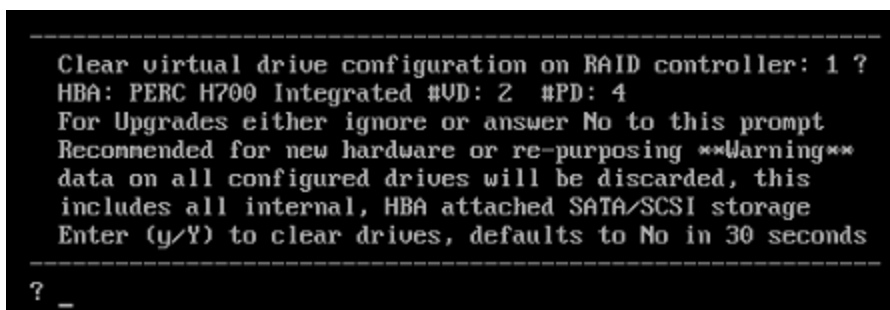 --------------------------------------------------------------
Clear virtual drive configuration on RAID controller: 1 ?
HBA: PERC H700 Integrated #VD: 2  #PD: 4
For Upgrades either ignore or answer No to this prompt
Recommended for new hardware or re-purposing **Warning**
data on all configured drives will be discarded, this
includes all internal, HBA attached SATA/SCSI storage
Enter (y/Y) to clear drives, defaults to No in 30 seconds
--------------------------------------------------------------
? _